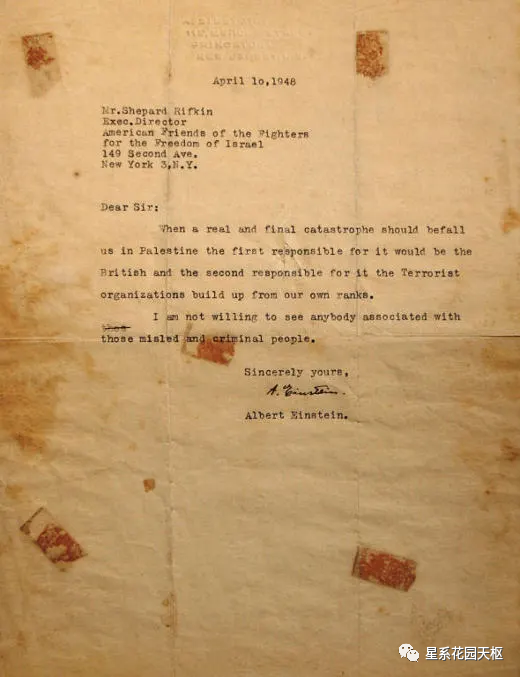 April 10,1948
Mr.Shepard Rifkin
Exec.Director
American Friends of the Fighters
for the Freedom of Israel
149 Second Ave.
New York 3,N.Y.
Dear Sir:
When a real and final catastrophe should befall
us in Palestine the first responsible for it would be the
British and the second responsible for it the Terrorist
organizations build up from our own ranks.
I am not willing to see anybody associated with
those misled and criminal people.
Sincerely yours,
A. Einstein.
Albert Einstein.
星系花园天枢